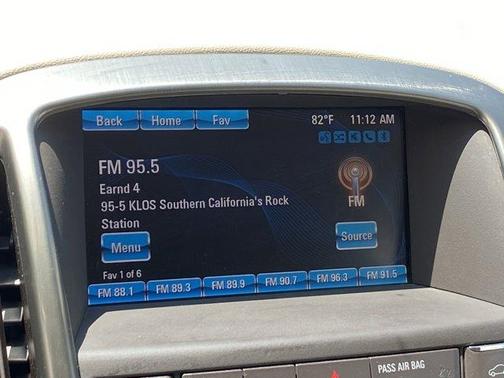 Back Home Fav 82°F 11:12 AM
FM 95.5
Earnd 4
95-5 KLOS Southern California's Rock
Station
FM
Menu Source
Fav 1 of 6
FM 88.1 FM 89.3 FM 89.9 FM 90.7 FM 96.3 FM 91.5
PASS AIR BAG